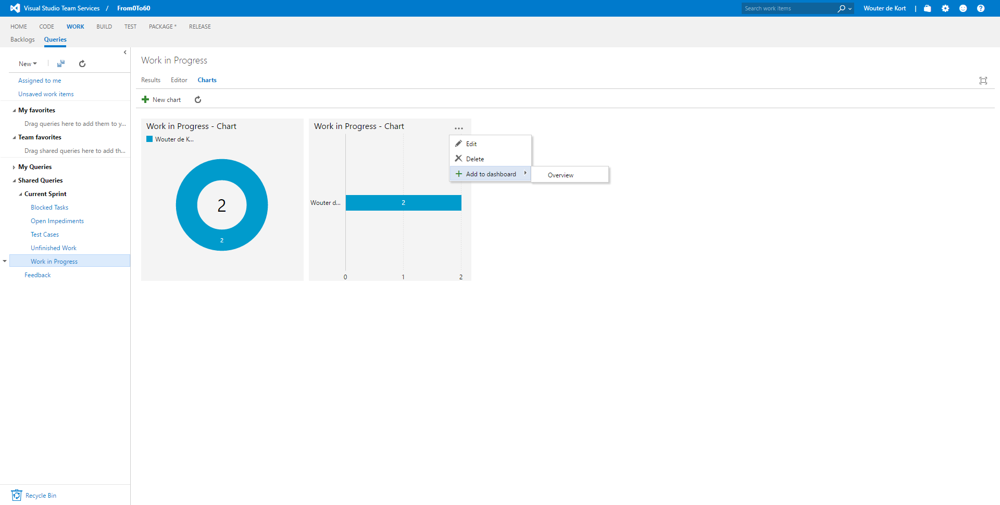 Visual Studio Team Services / From0To60
Search work items
Wouter de Kort |
HOME CODE WORK BUILD TEST PACKAGE * RELEASE
Backlogs Queries
New
Assigned to me
Unsaved work items
My favorites
Drag queries here to add them to y...
Team favorites
Drag shared queries here to add th...
My Queries
Shared Queries
Current Sprint
Blocked Tasks
Open Impediments
Test Cases
Unfinished Work
Work in Progress
Feedback
Recycle Bin
Work in Progress
Results Editor Charts
New chart
Work in Progress - Chart
Wouter de K...
2
2
Work in Progress - Chart
Wouter d...
2
0 1 2
Edit
Delete
Add to dashboard
Overview